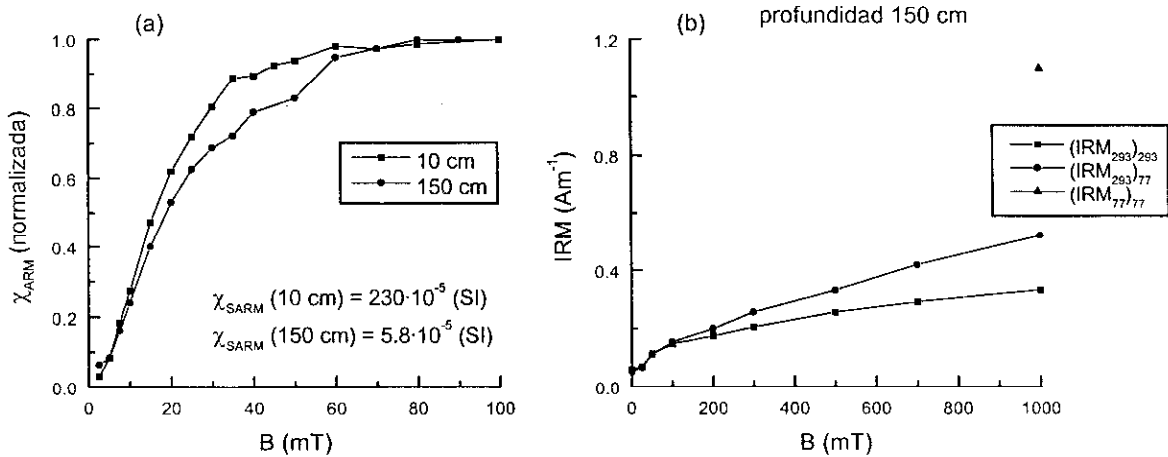 (a)
1.0
0.8
0.6
0.4
0.2
0.0
χARM (normalizada)
10 cm
150 cm
χSARM (10 cm) = 230·10-5 (SI)
χSARM (150 cm) = 5.8·10-5 (SI)
0 20 40 60 80 100
B (mT)
(b)
profundidad 150 cm
1.2
0.8
0.4
0.0
IRM (Am-1)
(IRM293)293
(IRM293)77
(IRM77)77
0 200 400 600 800 1000
B (mT)